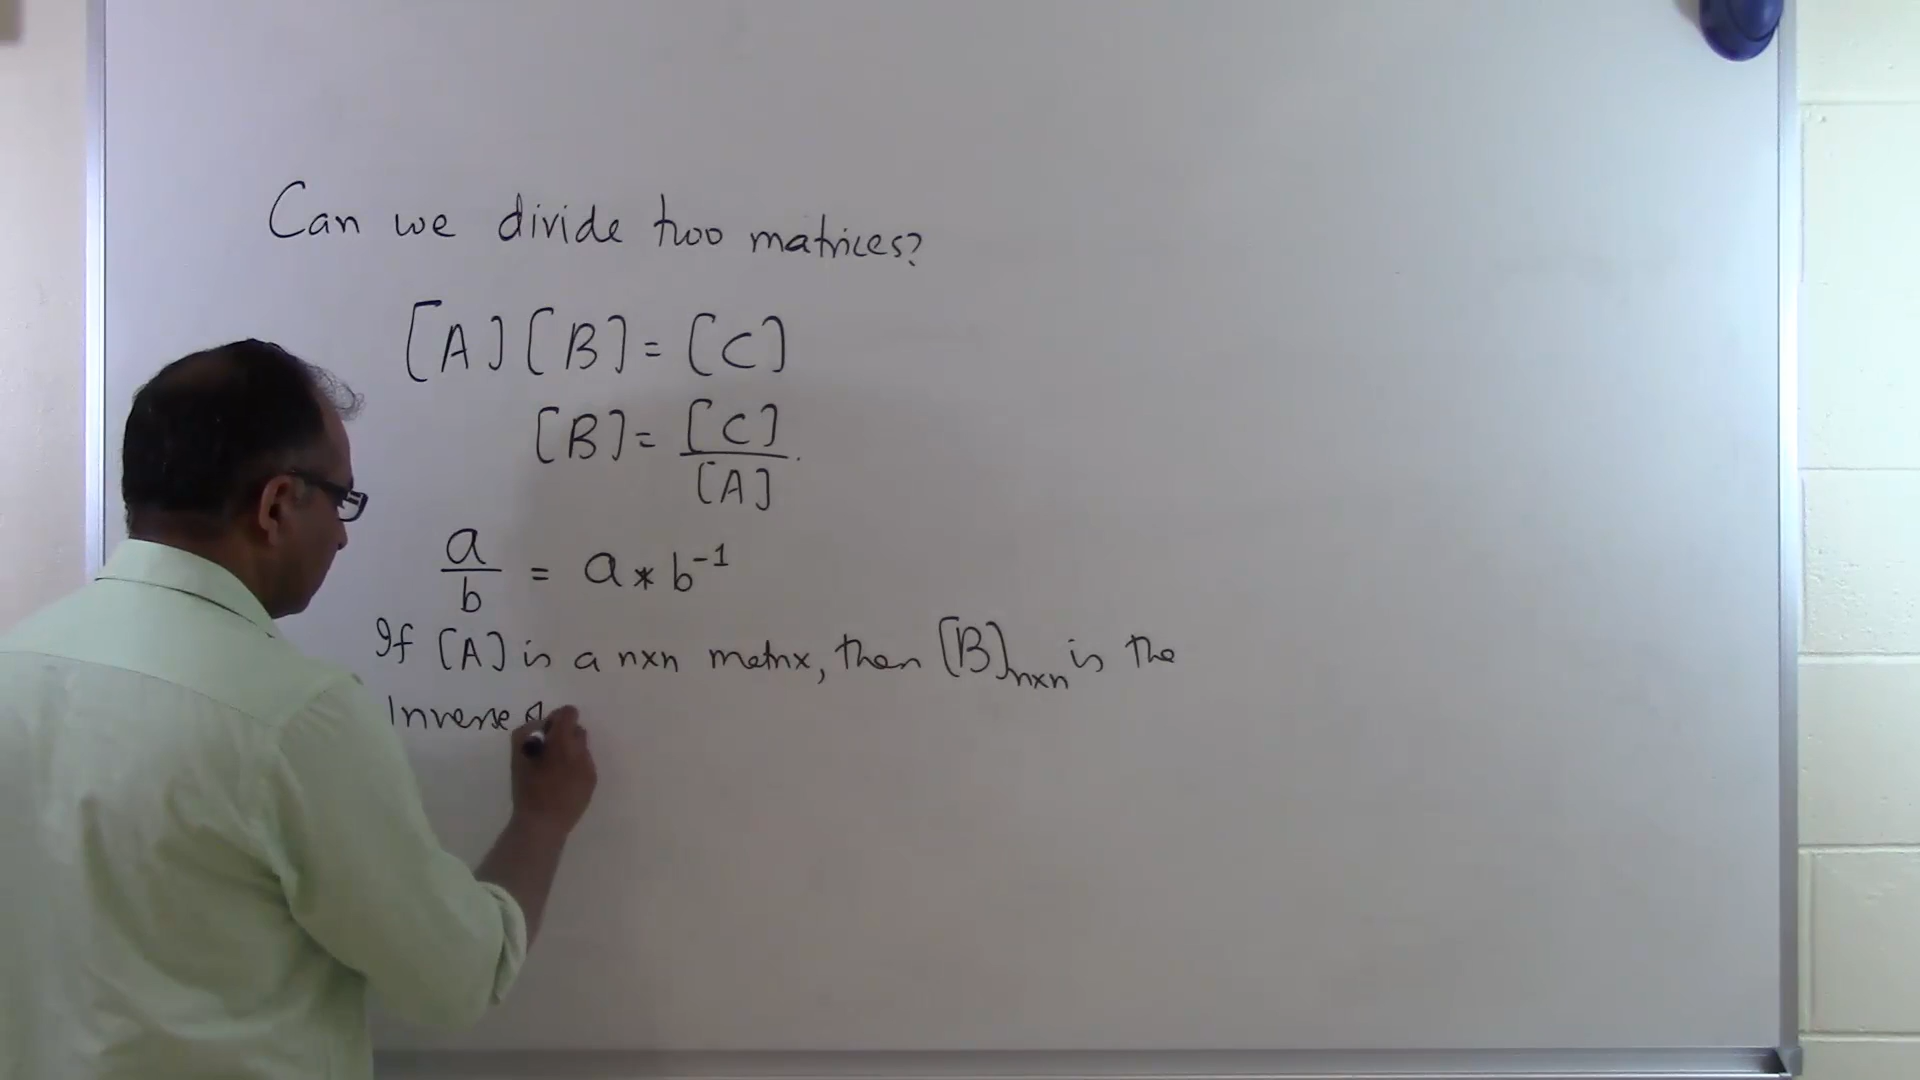 Can we divide two matrices?
[A] [B] = [C]
[B] = [C] / [A].
a / b = a * b⁻¹
If [A] is a nxn matrix, then [B]nxn is the
inverse